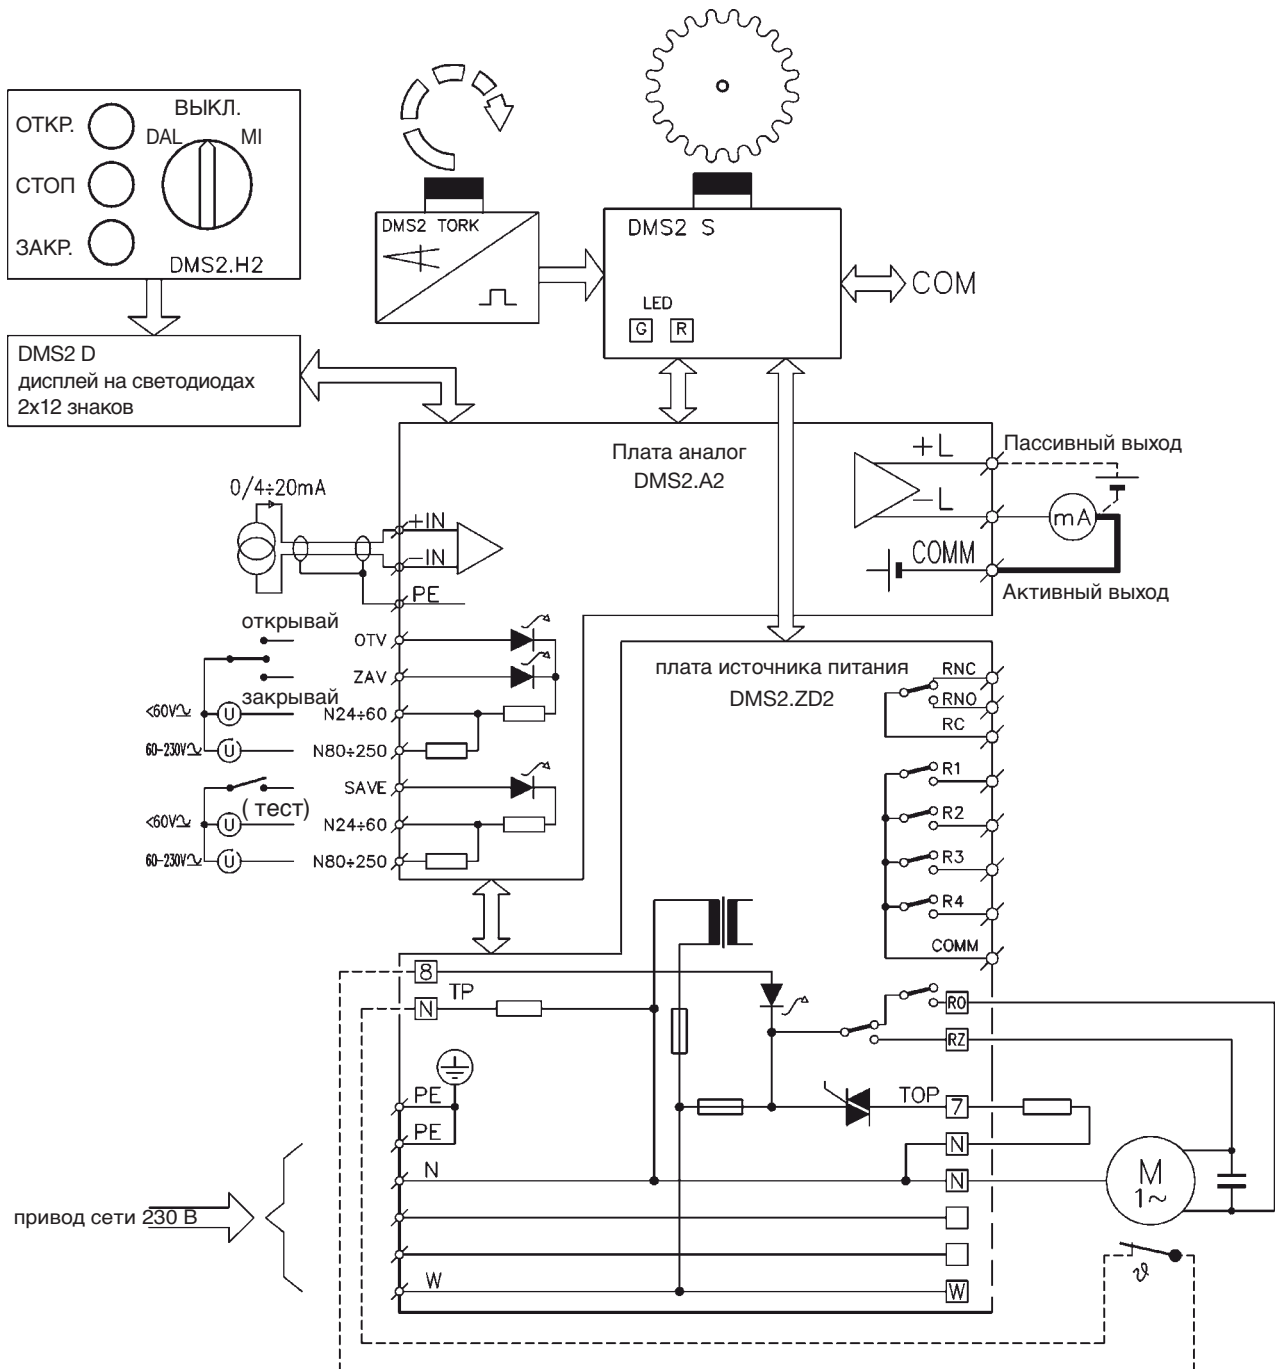 ВЫКЛ.
ОТКР.
DAL
MI
СТОП
ЗАКР.
DMS2.H2
DMS2 TORK
DMS2 S
LED
G
R
COM
DMS2 D
дисплей на светодиодах
2x12 знаков
Плата аналог
DMS2.A2
+L
Пассивный выход
−L
mA
COMM
Активный выход
0/4÷20mA
+IN
−IN
PE
открывай
OTV
ZAV
закрывай
<60V
U
N24÷60
60-230V
U
N80÷250
SAVE
( тест)
<60V
U
N24÷60
60-230V
U
N80÷250
плата источника питания
DMS2.ZD2
RNC
RNO
RC
R1
R2
R3
R4
COMM
8
N
TP
RO
RZ
PE
TOP
7
PE
N
N
N
M
1~
привод сети 230 В
W
W
ϑ